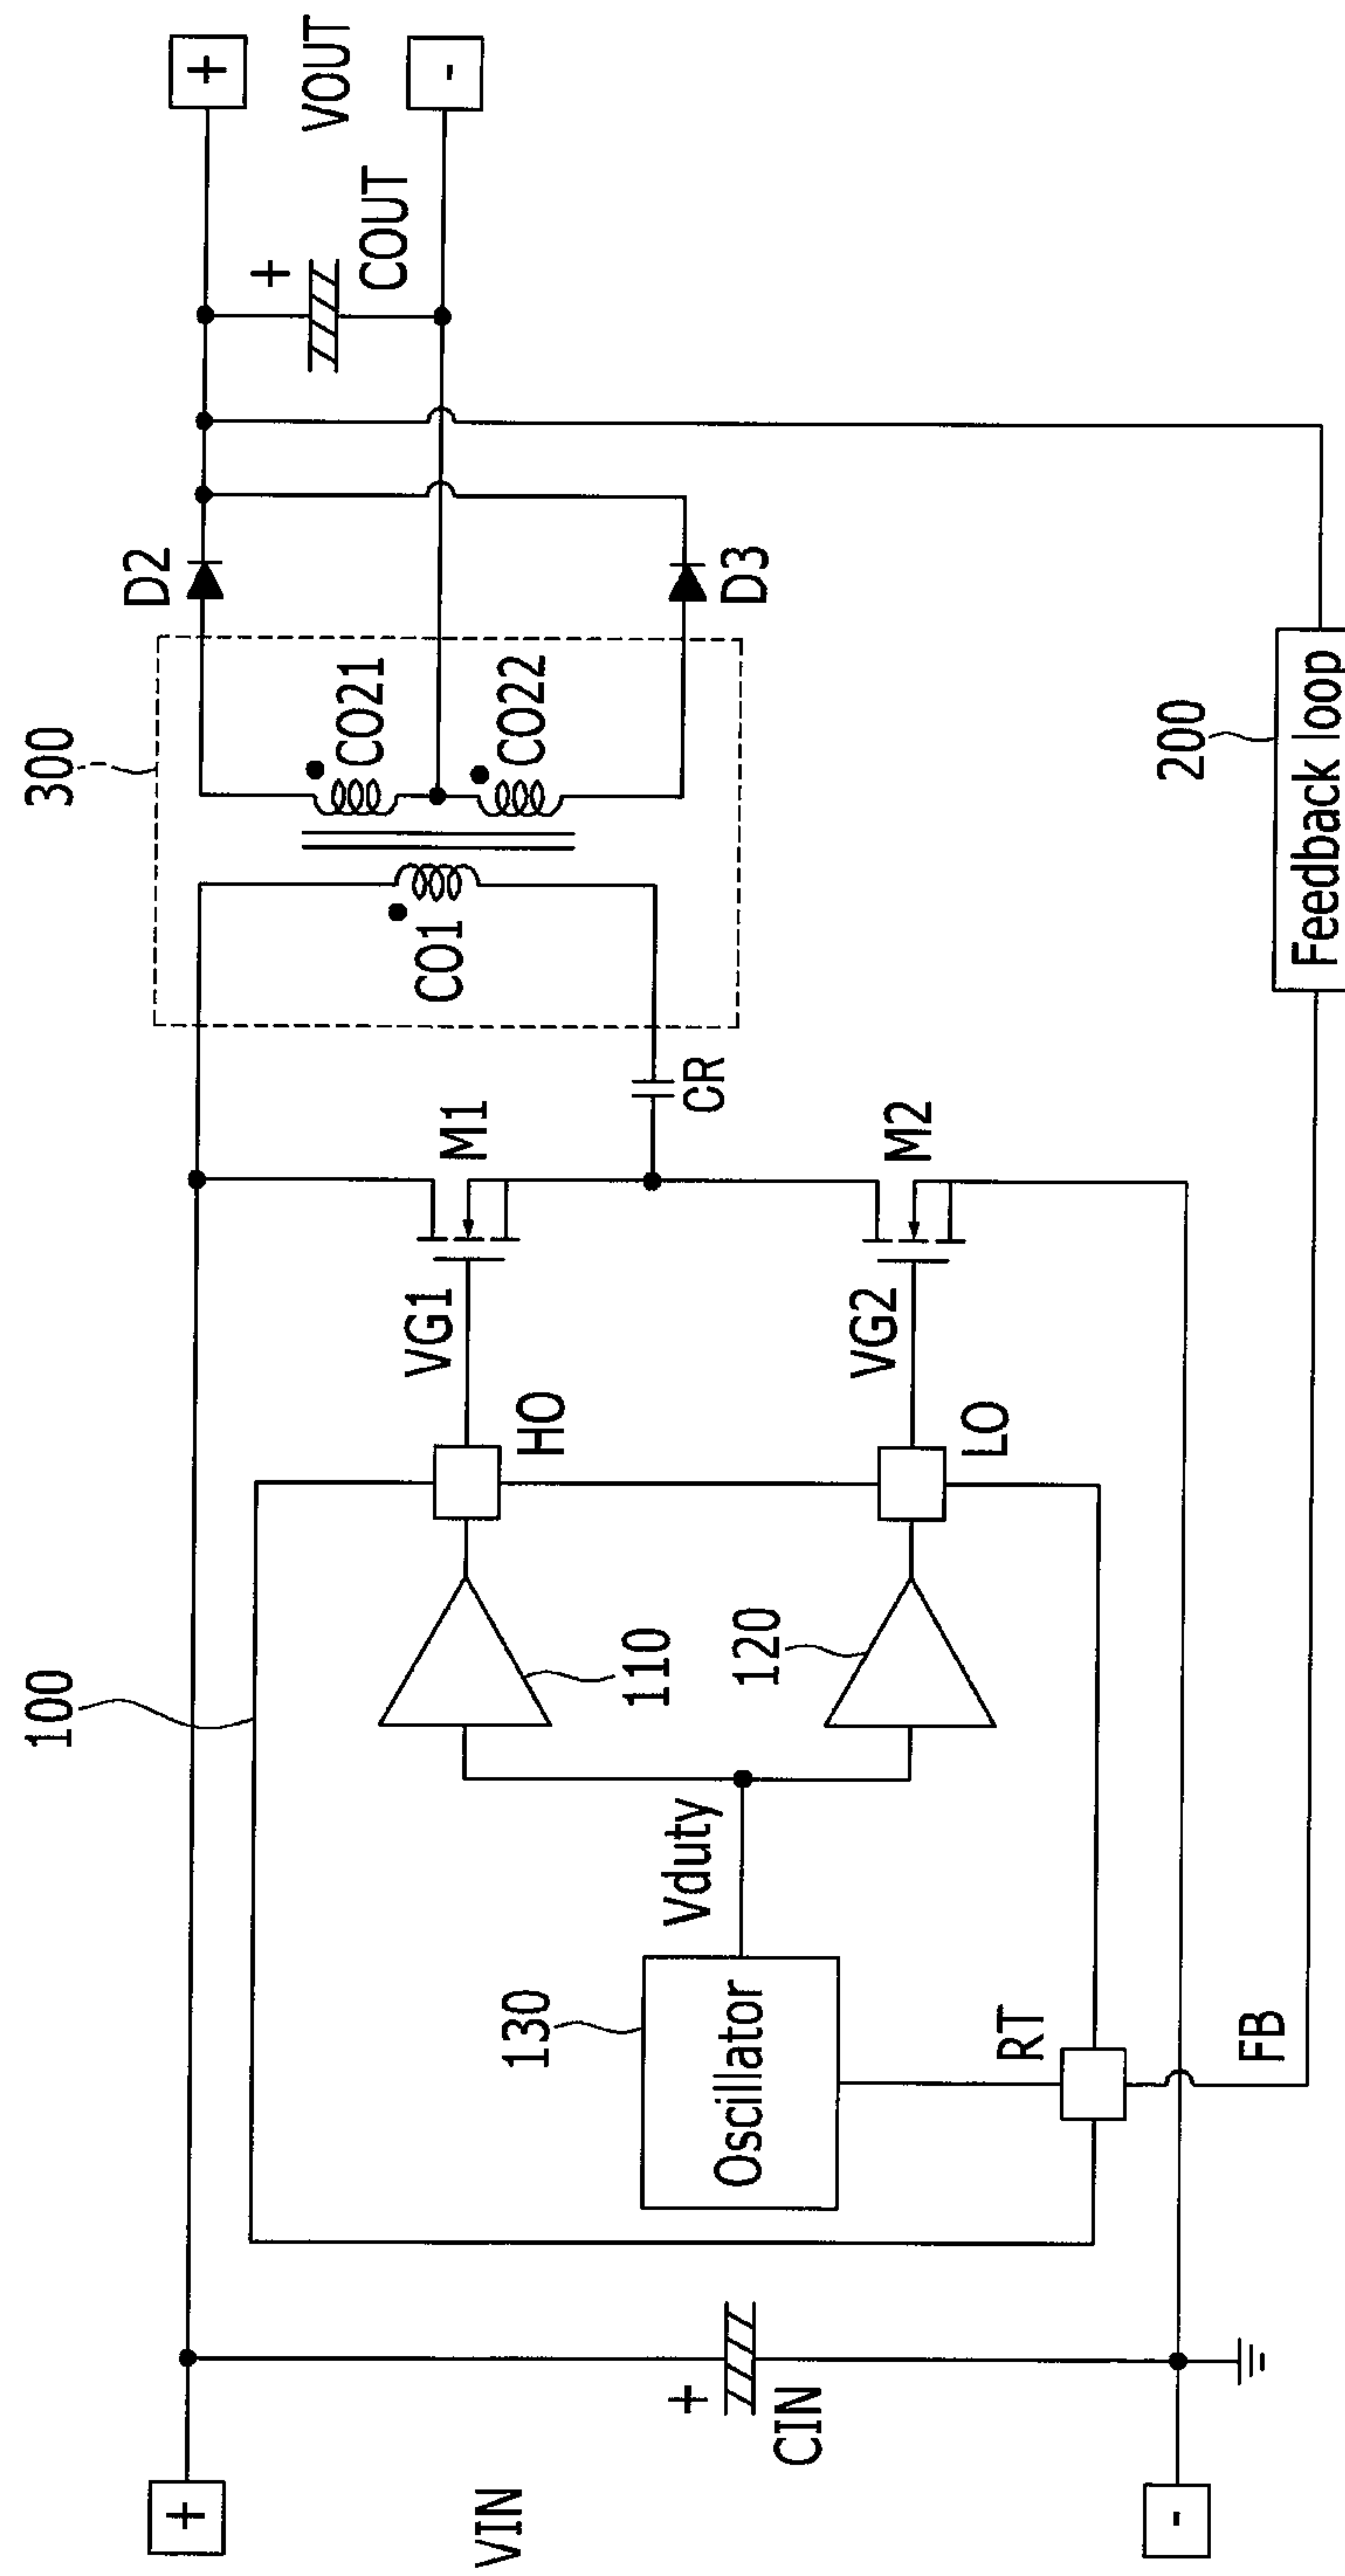 100
300
+
D2
+
VOUT
+
COUT
-
CO21
CO22
CO1
D3
VG1
M1
HO
CR
110
130
Oscillator
Vduty
120
VG2
M2
LO
RT
VIN
+
CIN
-
FB
200
Feedback loop